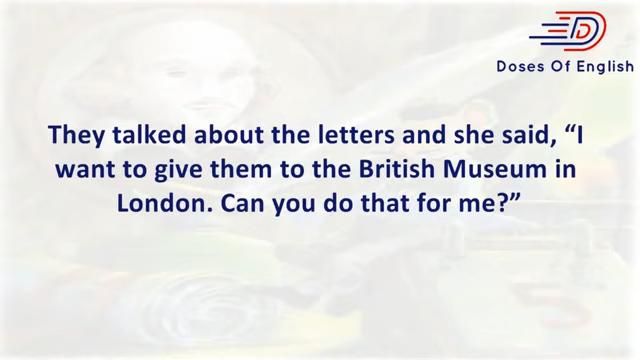 Doses Of English
They talked about the letters and she said, “I
want to give them to the British Museum in
London. Can you do that for me?”